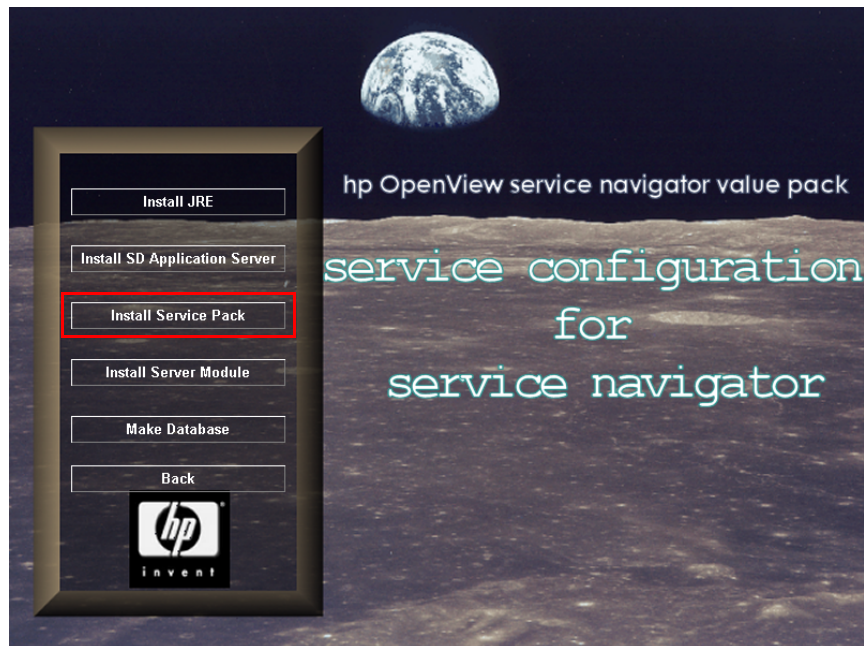 hp OpenView service navigator value pack
service configuration
for
service navigator
Install JRE
Install SD Application Server
Install Service Pack
Install Server Module
Make Database
Back
hp
invent